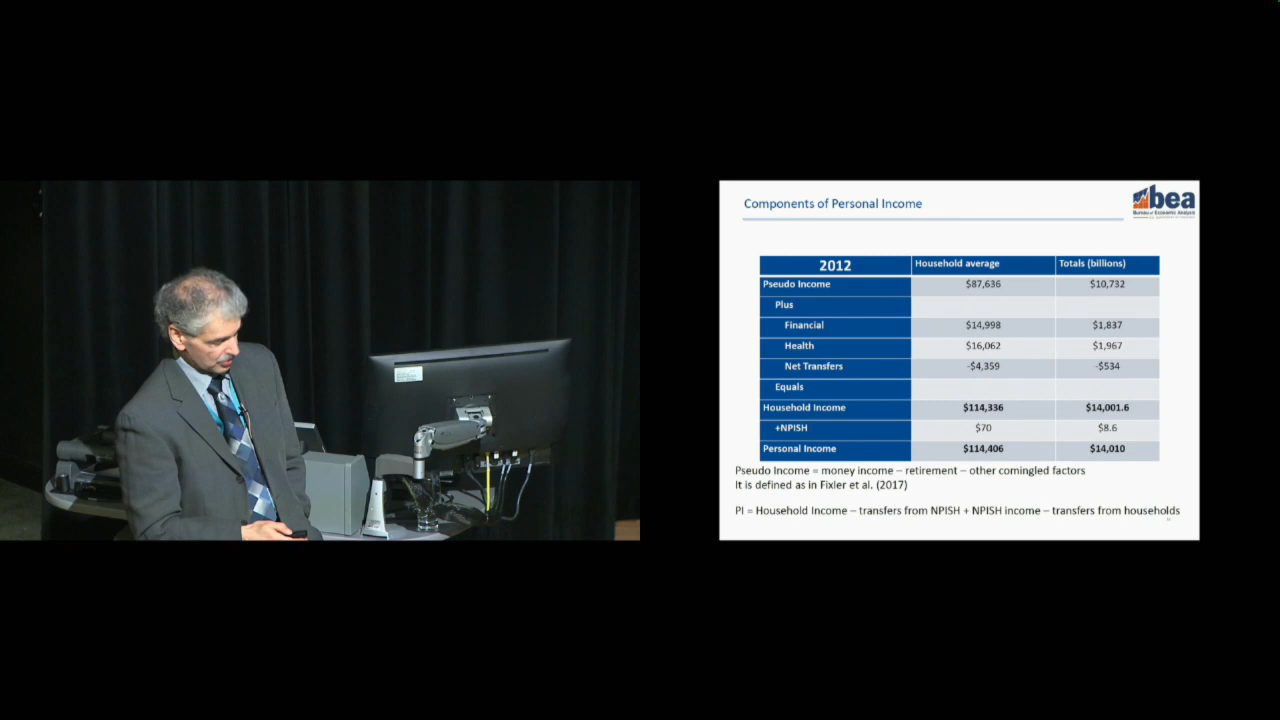 Components of Personal Income
bea
Bureau of Economic Analysis
2012 Household average Totals (billions)
Pseudo Income $87,636 $10,732
Plus
Financial $14,998 $1,837
Health $16,062 $1,967
Net Transfers -$4,359 -$534
Equals
Household Income $114,336 $14,001.6
+NPISH $70 $8.6
Personal Income $114,406 $14,010
Pseudo Income = money income – retirement – other comingled factors
It is defined as in Fixler et al. (2017)
PI = Household Income – transfers from NPISH + NPISH income – transfers from households